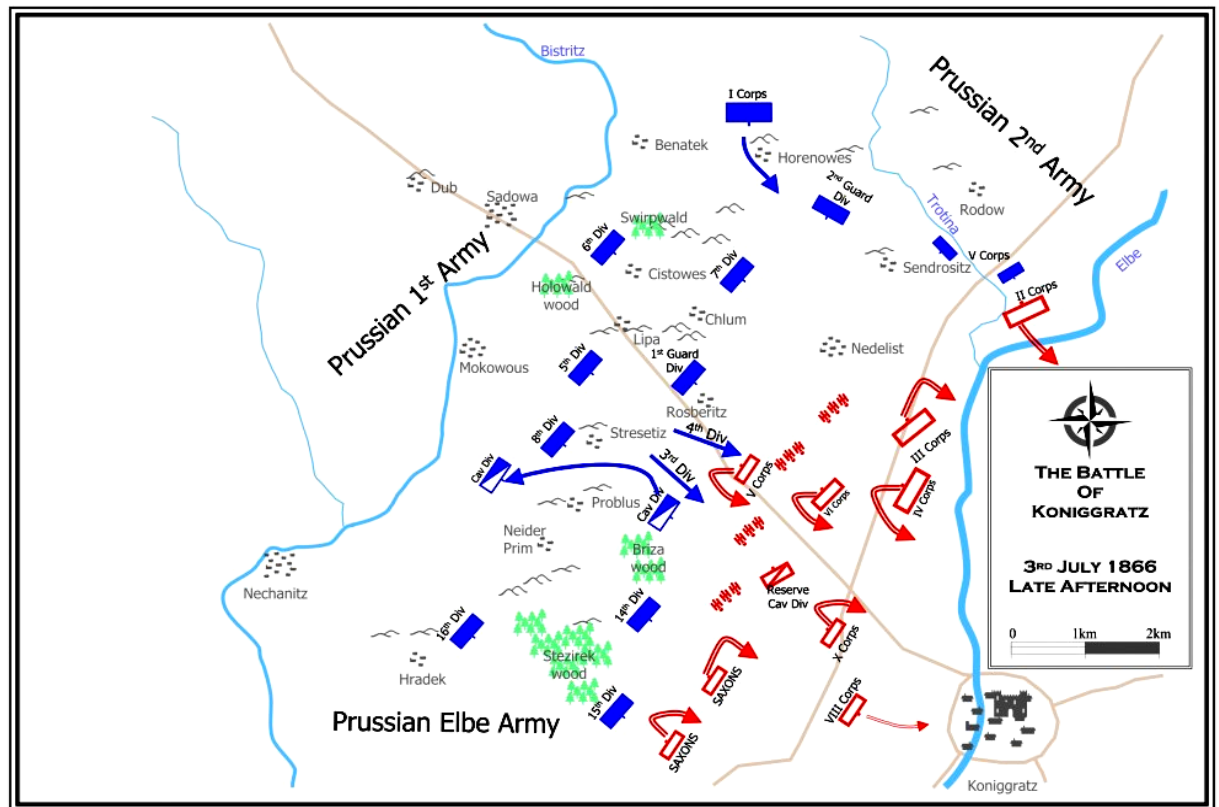 Bistritz
I Corps
Prussian 2nd Army
Benatek
Horenowes
Dub
Sadowa
2nd Guard
Div
Rodow
Swirpwald
Trotina
6th Div
V Corps
Elbe
Prussian 1st Army
Cistowes
7th Div
Sendrositz
II Corps
Holowald
wood
Chlum
Lipa
Nedelist
Mokowous
5th Div
1st Guard
Div
Rosberitz
8th Div
Stresetiz
4th Div
3rd Div
III Corps
Cav Div
V Corps
VI Corps
IV Corps
Problus
Cav Div
Neider
Prim
Briza
wood
Nechanitz
Reserve
Cav Div
14th Div
16th Div
X Corps
Stezirek
wood
Hradek
SAXONS
VIII Corps
15th Div
Prussian Elbe Army
SAXONS
Koniggratz
The Battle
Of
Koniggratz
3rd July 1866
Late Afternoon
0 1km 2km